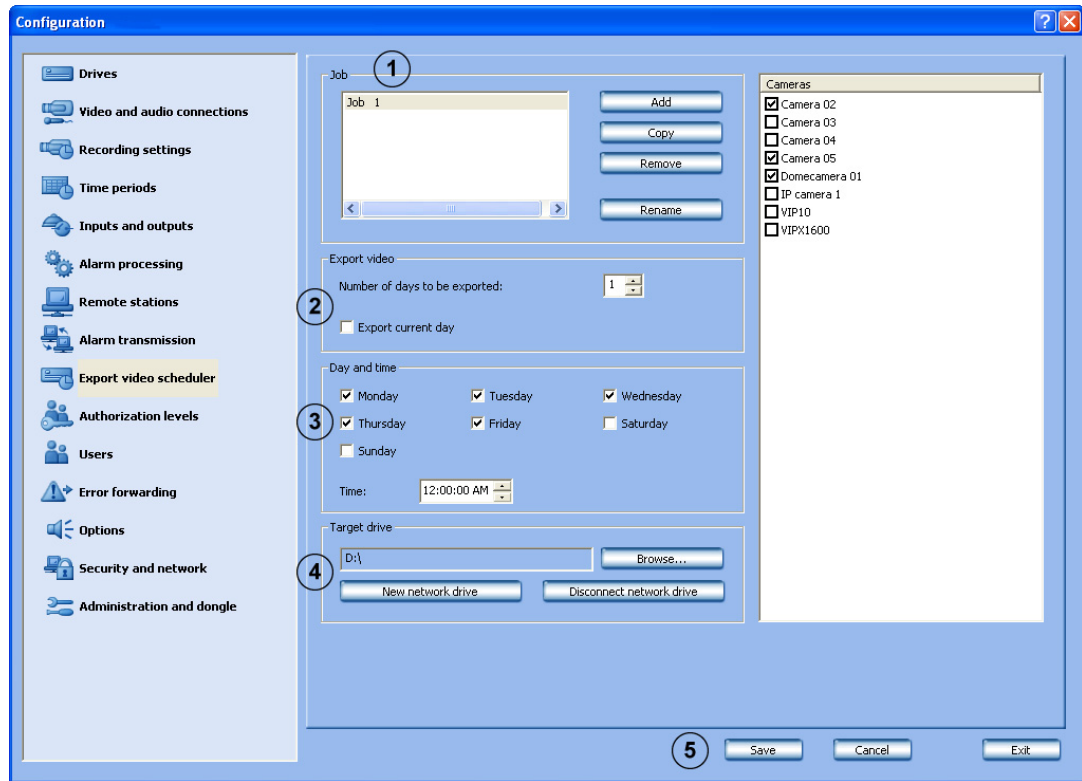 Configuration
Drives
Video and audio connections
Recording settings
Time periods
Inputs and outputs
Alarm processing
Remote stations
Alarm transmission
Export video scheduler
Authorization levels
Users
Error forwarding
Options
Security and network
Administration and dongle
Job
1
Job 1
Add
Copy
Remove
Rename
Export video
Number of days to be exported: 1
2
Export current day
Day and time
Monday Tuesday Wednesday
3
Thursday Friday Saturday
Sunday
Time: 12:00:00 AM
Target drive
D:\ Browse...
4
New network drive Disconnect network drive
Cameras
Camera 02
Camera 03
Camera 04
Camera 05
Domecamera 01
IP camera 1
VIP10
VIPX1600
5
Save Cancel Exit